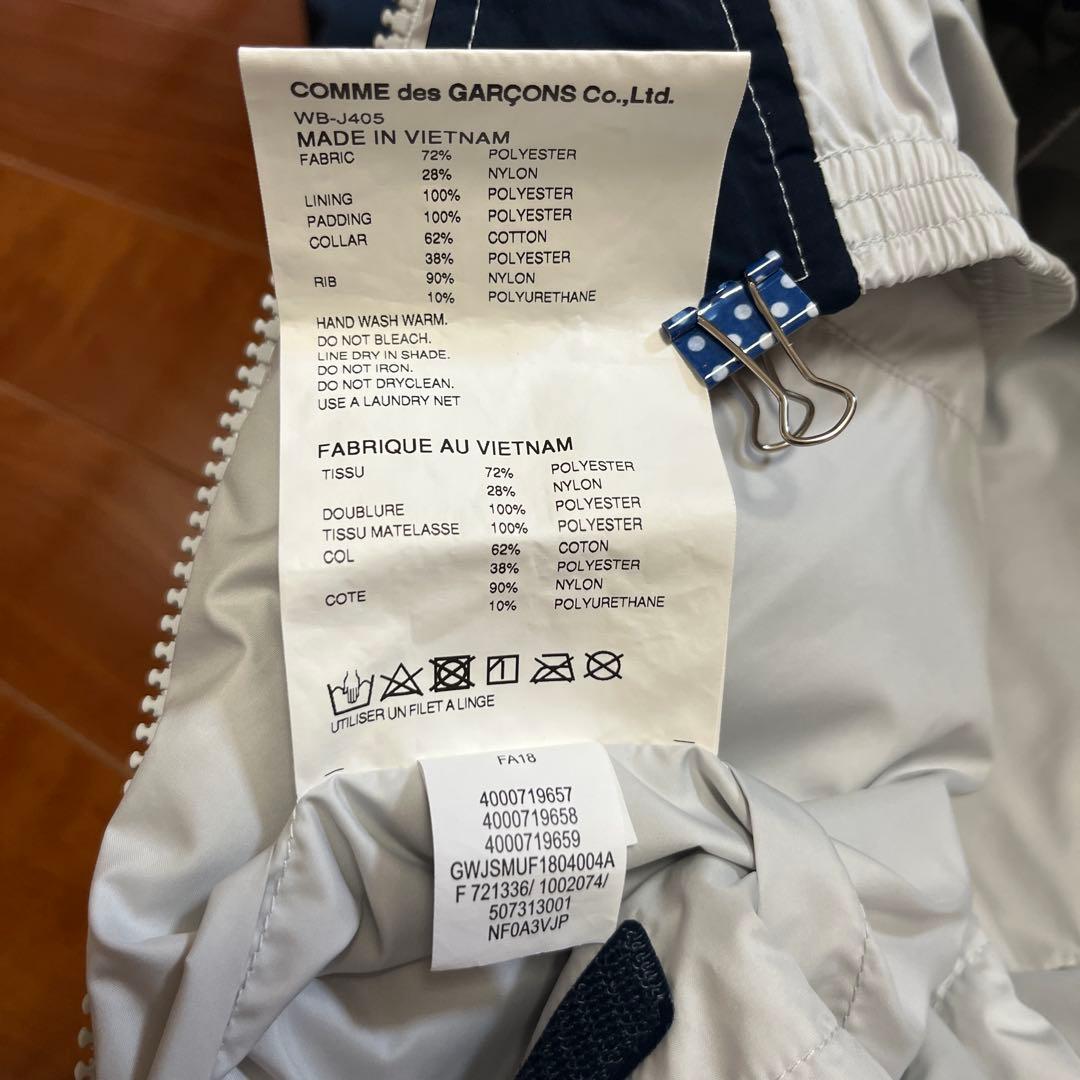 COMME des GARÇONS Co.,Ltd.
WB-J405
MADE IN VIETNAM
FABRIC 72% POLYESTER
28% NYLON
LINING 100% POLYESTER
PADDING 100% POLYESTER
COLLAR 62% COTTON
38% POLYESTER
RIB 90% NYLON
10% POLYURETHANE
HAND WASH WARM.
DO NOT BLEACH.
LINE DRY IN SHADE.
DO NOT IRON.
DO NOT DRYCLEAN.
USE A LAUNDRY NET
FABRIQUE AU VIETNAM
TISSU 72% POLYESTER
28% NYLON
DOUBLURE 100% POLYESTER
TISSU MATELASSE 100% POLYESTER
COL 62% COTON
38% POLYESTER
COTE 90% NYLON
10% POLYURETHANE
UTILISER UN FILET A LINGE
FA18
4000719657
4000719658
4000719659
GWJSMUF1804004A
F 721336/ 1002074/
507313001
NF0A3VJP